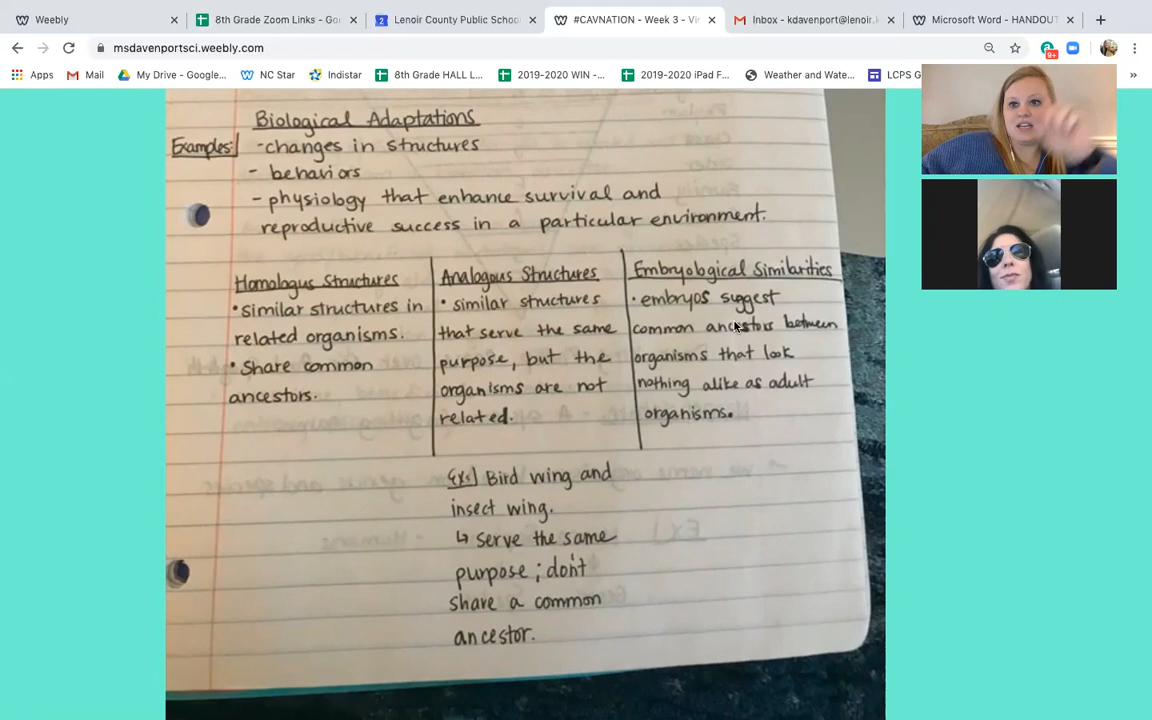 Weebly
8th Grade Zoom Links - Go
Lenoir County Public Schoo
#CAVNATION - Week 3 - Vi
Inbox - kdavenport@lenoir.k
Microsoft Word - HANDOUT
msdavenportsci.weebly.com
9+
Apps
Mail
My Drive - Google...
NC Star
Indistar
8th Grade HALL L...
2019-2020 WIN -...
2019-2020 iPad F...
Weather and Wate...
LCPS G
Biological Adaptations
Examples: -changes in structures
- behaviors
- physiology that enhance survival and
reproductive success in a particular environment.
Homologus Structures
• similar structures in
related organisms.
• Share common
ancestors.
Analogous Structures
• similar structures
that serve the same
purpose, but the
organisms are not
related.
Ex: Bird wing and
insect wing.
↳ serve the same
purpose; don't
share a common
ancestor.
Embryological Similarities
• embryos suggest
common ancestors between
organisms that look
nothing alike as adult
organisms.